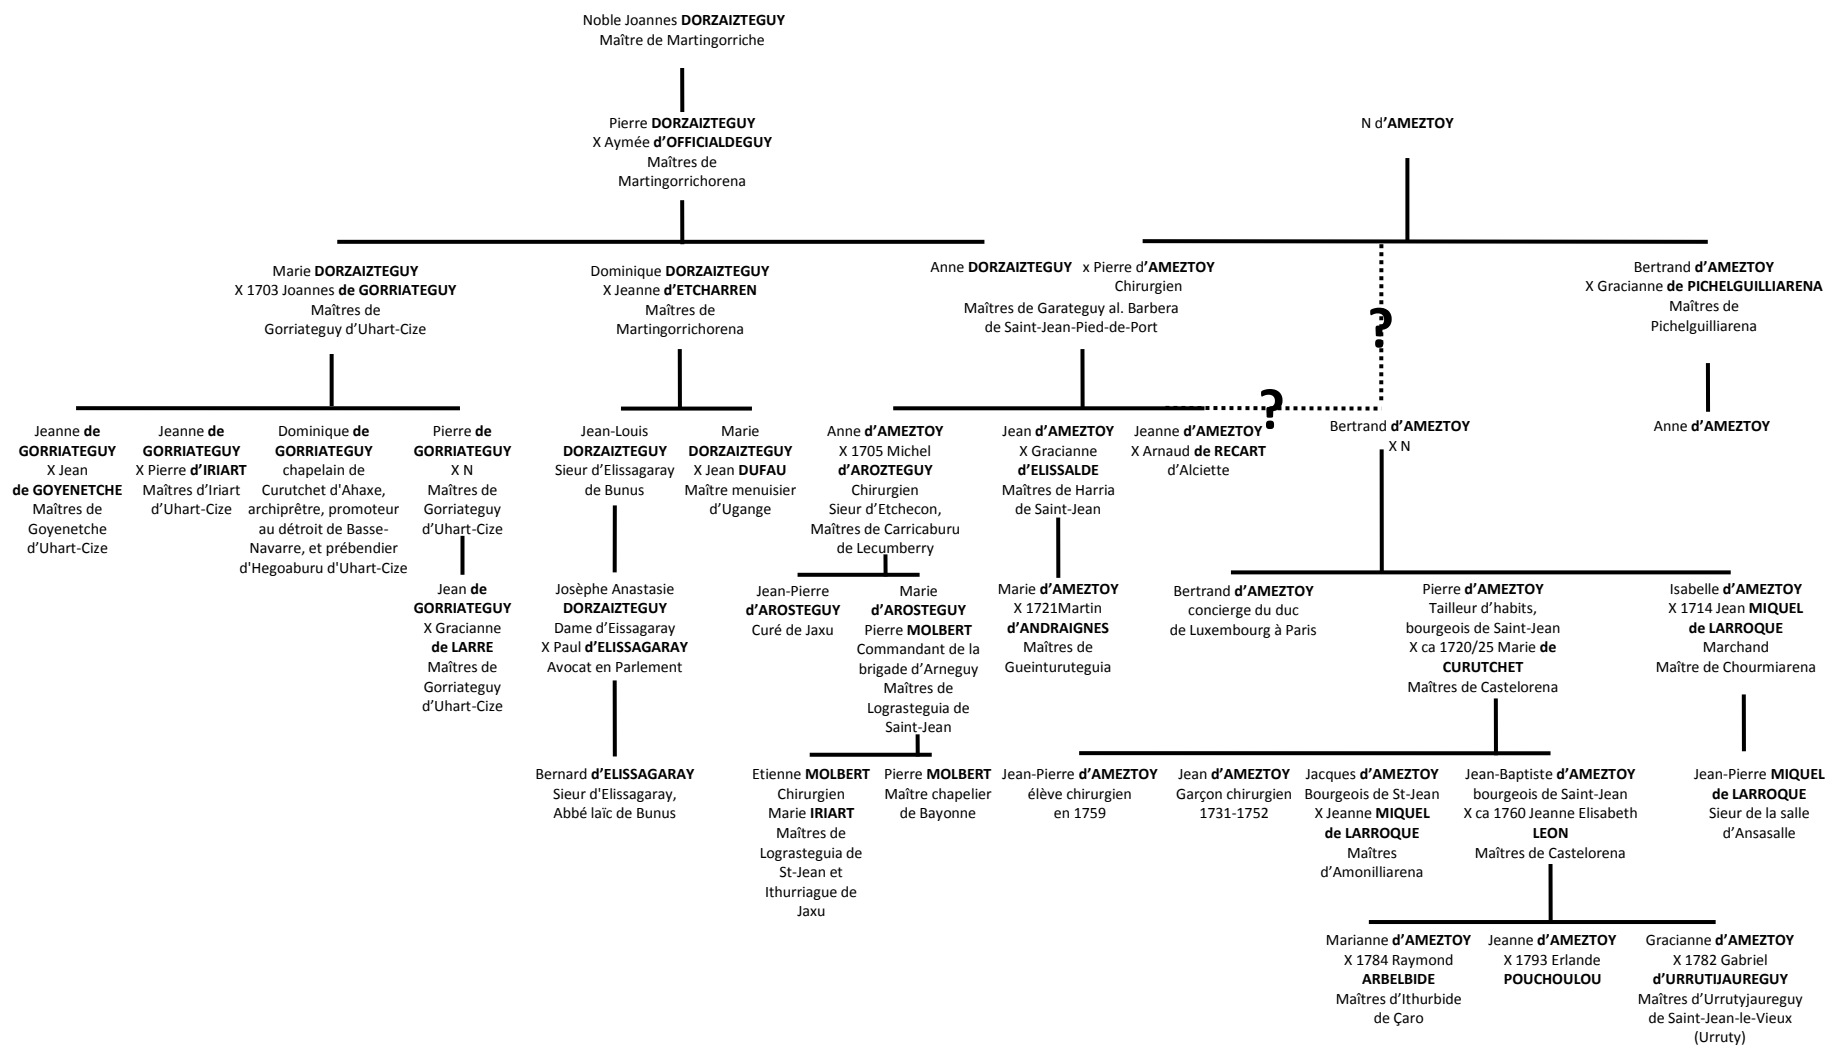 Noble Joannes DORZAIZTEGUY
Maître de Martingorriche
Pierre DORZAIZTEGUY
X Aymée d’OFFICIALDEGUY
Maîtres de
Martingorrichorena
N d’AMEZTOY
Marie DORZAIZTEGUY
X 1703 Joannes de GORRIATEGUY
Maîtres de
Gorriateguy d’Uhart-Cize
Dominique DORZAIZTEGUY
X Jeanne d’ETCHARREN
Maîtres de
Martingorrichorena
Anne DORZAIZTEGUY x Pierre d’AMEZTOY
Chirurgien
Maîtres de Garateguy al. Barbera
de Saint-Jean-Pied-de-Port
?
Bertrand d’AMEZTOY
X Gracianne de PICHELGUILLIARENA
Maîtres de
Pichelguilliarena
Jeanne de
GORRIATEGUY
X Jean
de GOYENETCHE
Maîtres de
Goyenetche
d’Uhart-Cize
Jeanne de
GORRIATEGUY
X Pierre d’IRIART
Maîtres d’Iriart
d’Uhart-Cize
Dominique de
GORRIATEGUY
chapelain de
Curutchet d'Ahaxe,
archiprêtre, promoteur
au détroit de Basse-
Navarre, et prébendier
d'Hegoaburu d'Uhart-Cize
Pierre de
GORRIATEGUY
X N
Maîtres de
Gorriateguy
d’Uhart-Cize
Jean-Louis
DORZAIZTEGUY
Sieur d’Elissagaray
de Bunus
Marie
DORZAIZTEGUY
X Jean DUFAU
Maître menuisier
d’Ugange
Anne d’AMEZTOY
X 1705 Michel
d’AROZTEGUY
Chirurgien
Sieur d’Etchecon,
Maîtres de Carricaburu
de Lecumberry
Jean d’AMEZTOY
X Gracianne
d’ELISSALDE
Maîtres de Harria
de Saint-Jean
Jeanne d’AMEZTOY
X Arnaud de RECART
d’Alciette
?
Bertrand d’AMEZTOY
X N
Anne d’AMEZTOY
Jean de
GORRIATEGUY
X Gracianne
de LARRE
Maîtres de
Gorriateguy
d’Uhart-Cize
Josèphe Anastasie
DORZAIZTEGUY
Dame d’Eissagaray
X Paul d’ELISSAGARAY
Avocat en Parlement
Jean-Pierre
d’AROSTEGUY
Curé de Jaxu
Marie
d’AROSTEGUY
Pierre MOLBERT
Commandant de la
brigade d’Arneguy
Maîtres de
Lograsteguia de
Saint-Jean
Marie d’AMEZTOY
X 1721Martin
d’ANDRAIGNES
Maîtres de
Gueinturuteguia
Bertrand d’AMEZTOY
concierge du duc
de Luxembourg à Paris
Pierre d’AMEZTOY
Tailleur d’habits,
bourgeois de Saint-Jean
X ca 1720/25 Marie de
CURUTCHET
Maîtres de Castelorena
Isabelle d’AMEZTOY
X 1714 Jean MIQUEL
de LARROQUE
Marchand
Maître de Chourmiarena
Bernard d’ELISSAGARAY
Sieur d'Elissagaray,
Abbé laïc de Bunus
Etienne MOLBERT
Chirurgien
Marie IRIART
Maîtres de
Lograsteguia de
St-Jean et
Ithurriague de
Jaxu
Pierre MOLBERT
Maître chapelier
de Bayonne
Jean-Pierre d’AMEZTOY
élève chirurgien
en 1759
Jean d’AMEZTOY
Garçon chirurgien
1731-1752
Jacques d’AMEZTOY
Bourgeois de St-Jean
X Jeanne MIQUEL
de LARROQUE
Maîtres
d’Amonilliarena
Jean-Baptiste d’AMEZTOY
bourgeois de Saint-Jean
X ca 1760 Jeanne Elisabeth
LEON
Maîtres de Castelorena
Jean-Pierre MIQUEL
de LARROQUE
Sieur de la salle
d’Ansasalle
Marianne d’AMEZTOY
X 1784 Raymond
ARBELBIDE
Maîtres d’Ithurbide
de Çaro
Jeanne d’AMEZTOY
X 1793 Erlande
POUCHOULOU
Gracianne d’AMEZTOY
X 1782 Gabriel
d’URRUTIJAUREGUY
Maîtres d’Urrutyjaureguy
de Saint-Jean-le-Vieux
(Urruty)